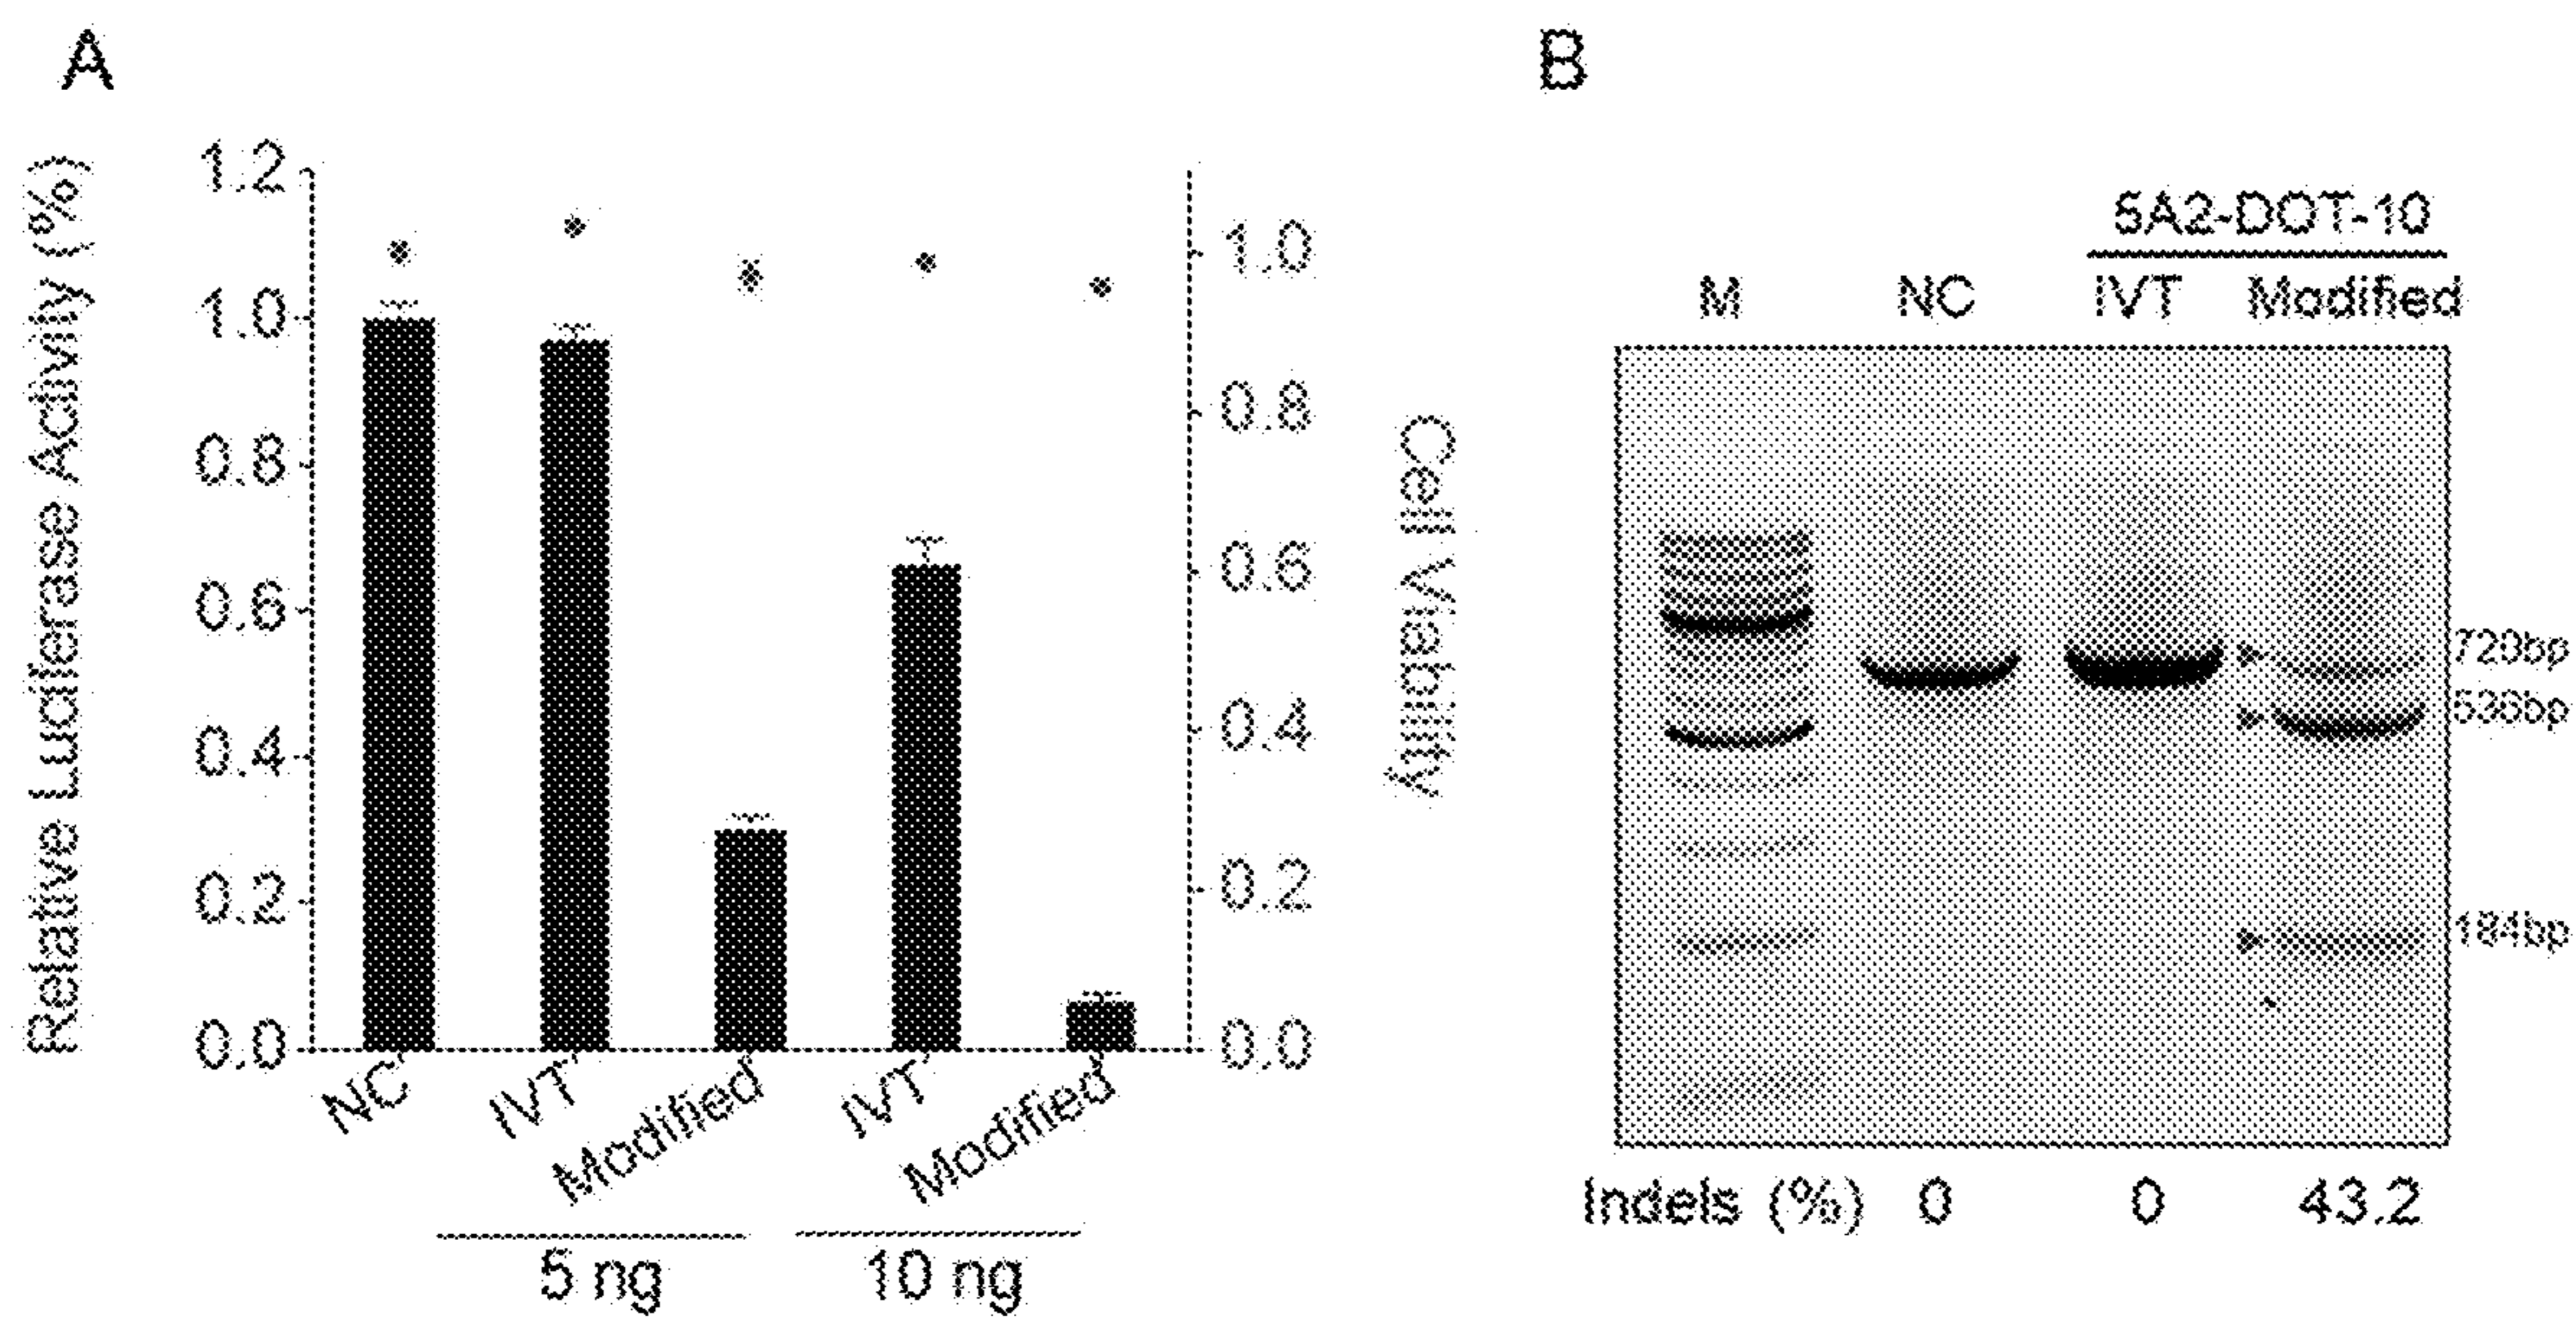 A
Relative Luciferase Activity (%)
1.2
1.0
0.8
0.6
0.4
0.2
0.0
1.0
0.8
0.6
0.4
0.2
0.0
Cell Viability
NC
IVT
Modified
IVT
Modified
5 ng
10 ng
B
5A2-DOT-10
M
NC
IVT
Modified
720bp
536bp
184bp
Indels (%)
0
0
43.2